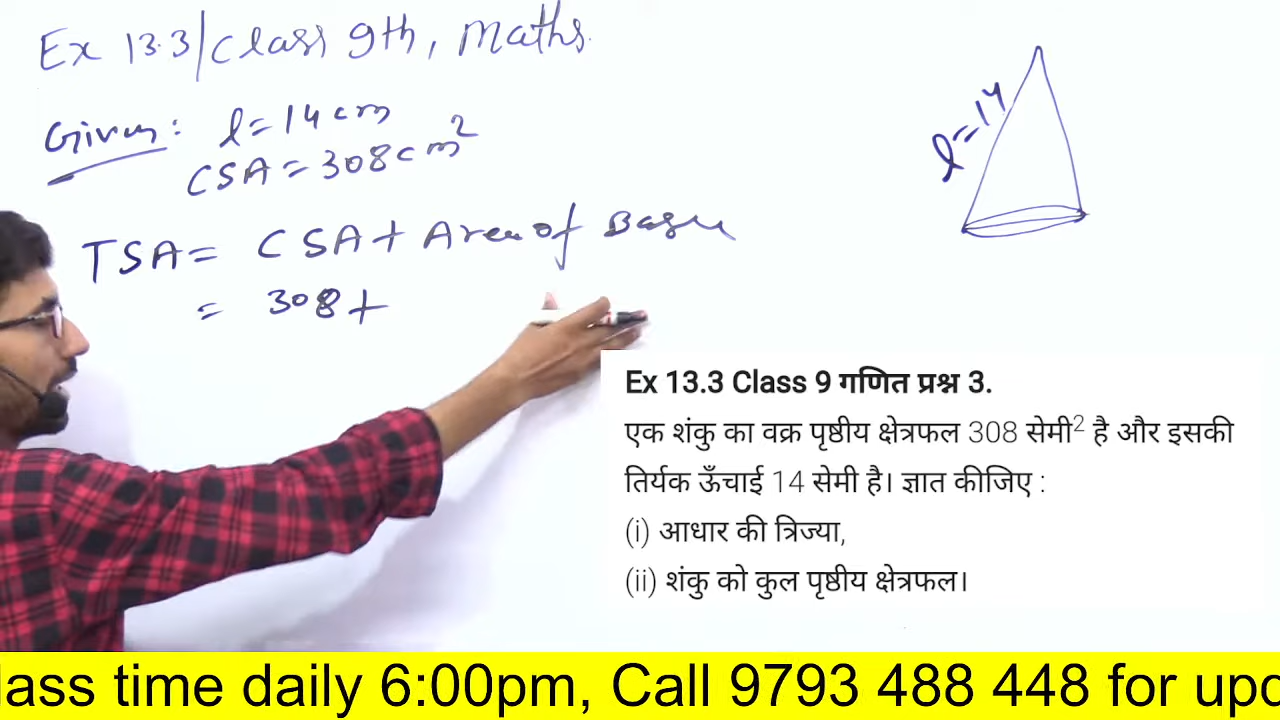 Ex 13.3/Class 9th, Maths.
Given: l=14cm
CSA=308cm²
TSA= CSA+ Area of Base
= 308+
l=14
Ex 13.3 Class 9 गणित प्रश्न 3.
एक शंकु का वक्र पृष्ठीय क्षेत्रफल 308 सेमी² है और इसकी
तिर्यक ऊँचाई 14 सेमी है। ज्ञात कीजिए :
(i) आधार की त्रिज्या,
(ii) शंकु को कुल पृष्ठीय क्षेत्रफल।
lass time daily 6:00pm, Call 9793 488 448 for upd